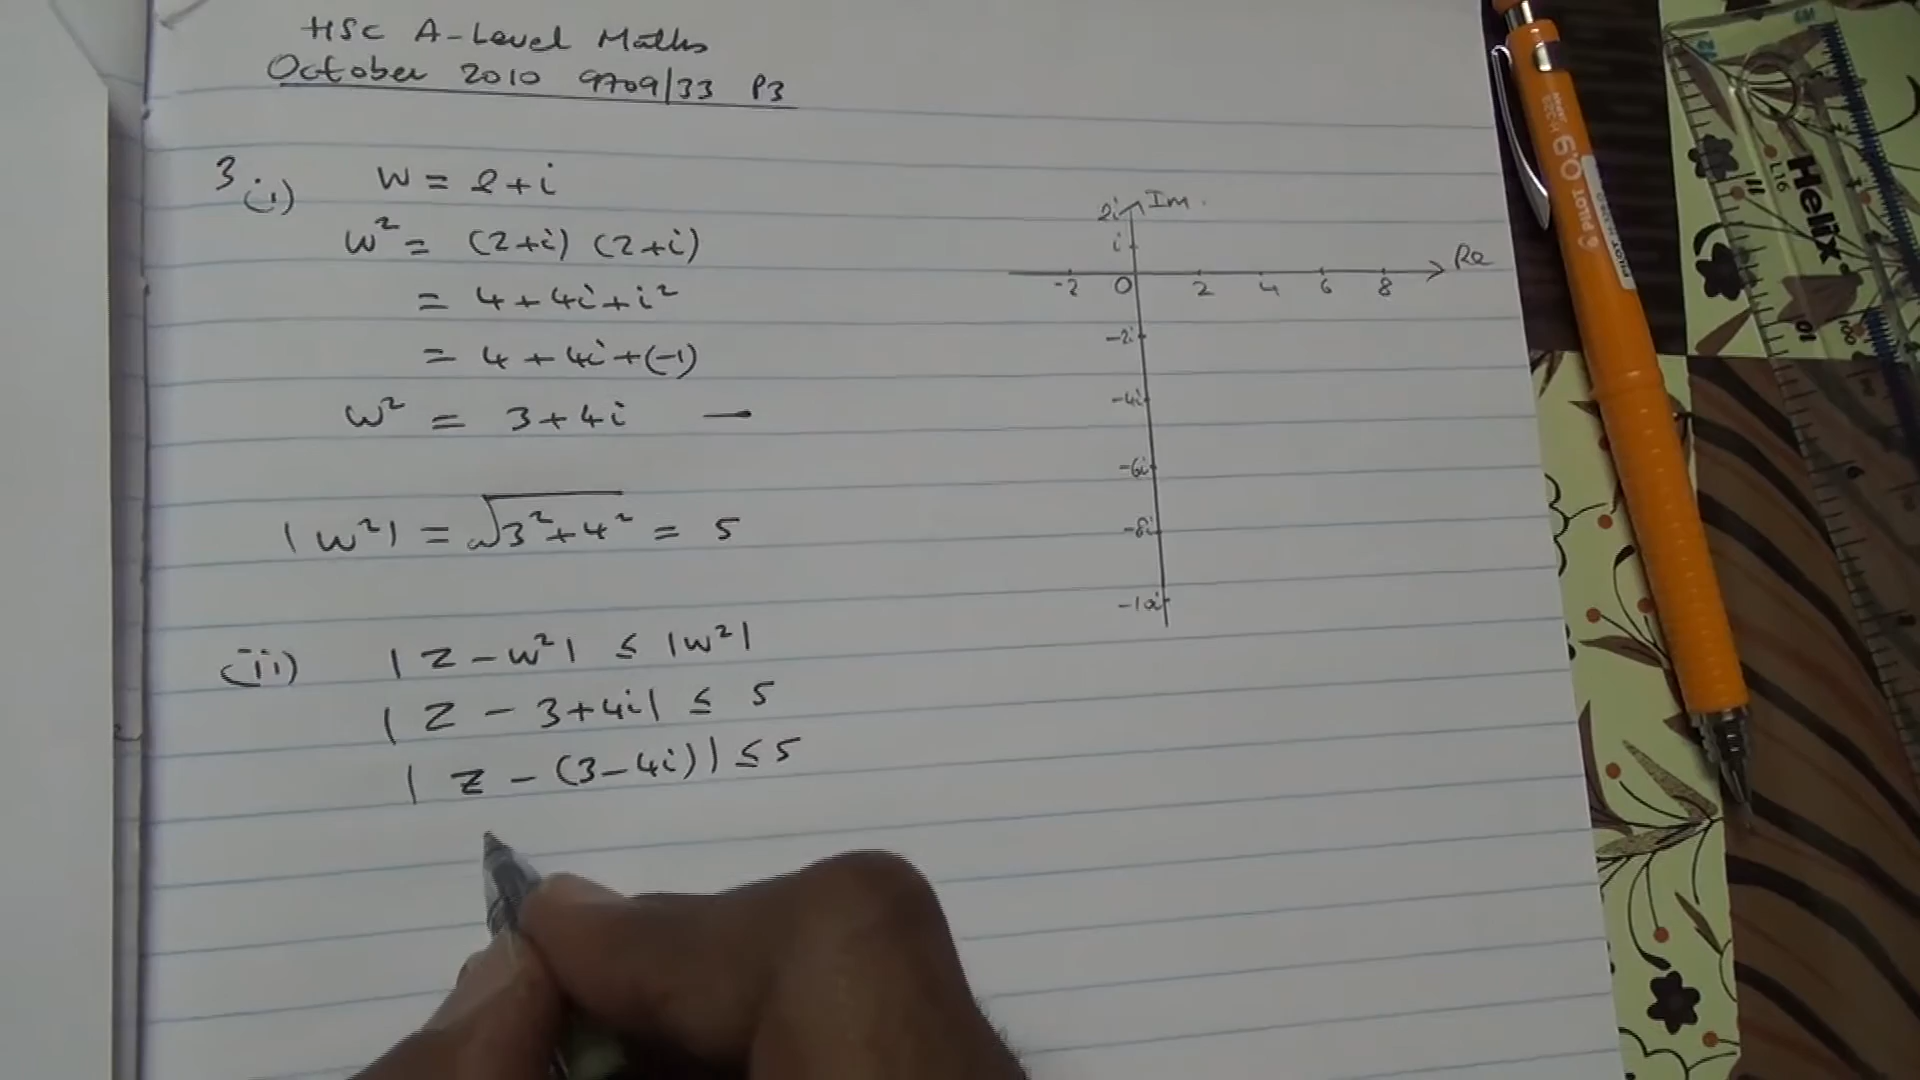 HSC A-Level Maths
October 2010 9709/33 P3
3 (i) W = 2+i
W² = (2+i) (2+i)
= 4 + 4i + i²
= 4 + 4i + (-1)
W² = 3 + 4i —
|W²| = √3²+4² = 5
(ii) |Z - W²| ≤ |W²|
|Z - 3+4i| ≤ 5
|Z - (3-4i)| ≤ 5
2i Im
i
Re
-2 O 2 4 6 8
-2i
-4i
-6i
-8i
-10i
PILOT
0.9
Helix
L16